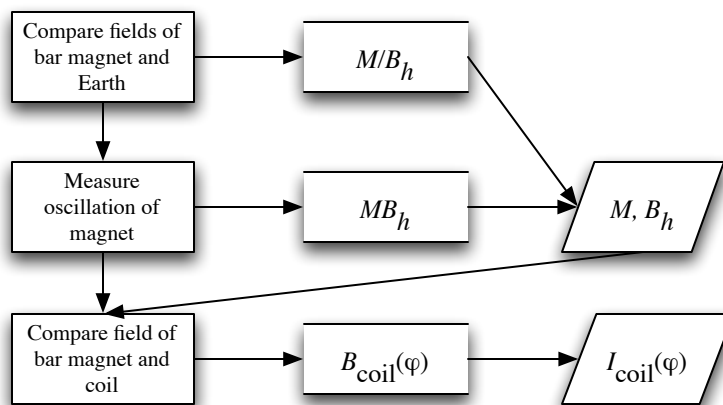 Compare fields of
bar magnet and
Earth
M/B_h
Measure
oscillation of
magnet
MB_h
M, B_h
Compare field of
bar magnet and
coil
B_coil(φ)
I_coil(φ)